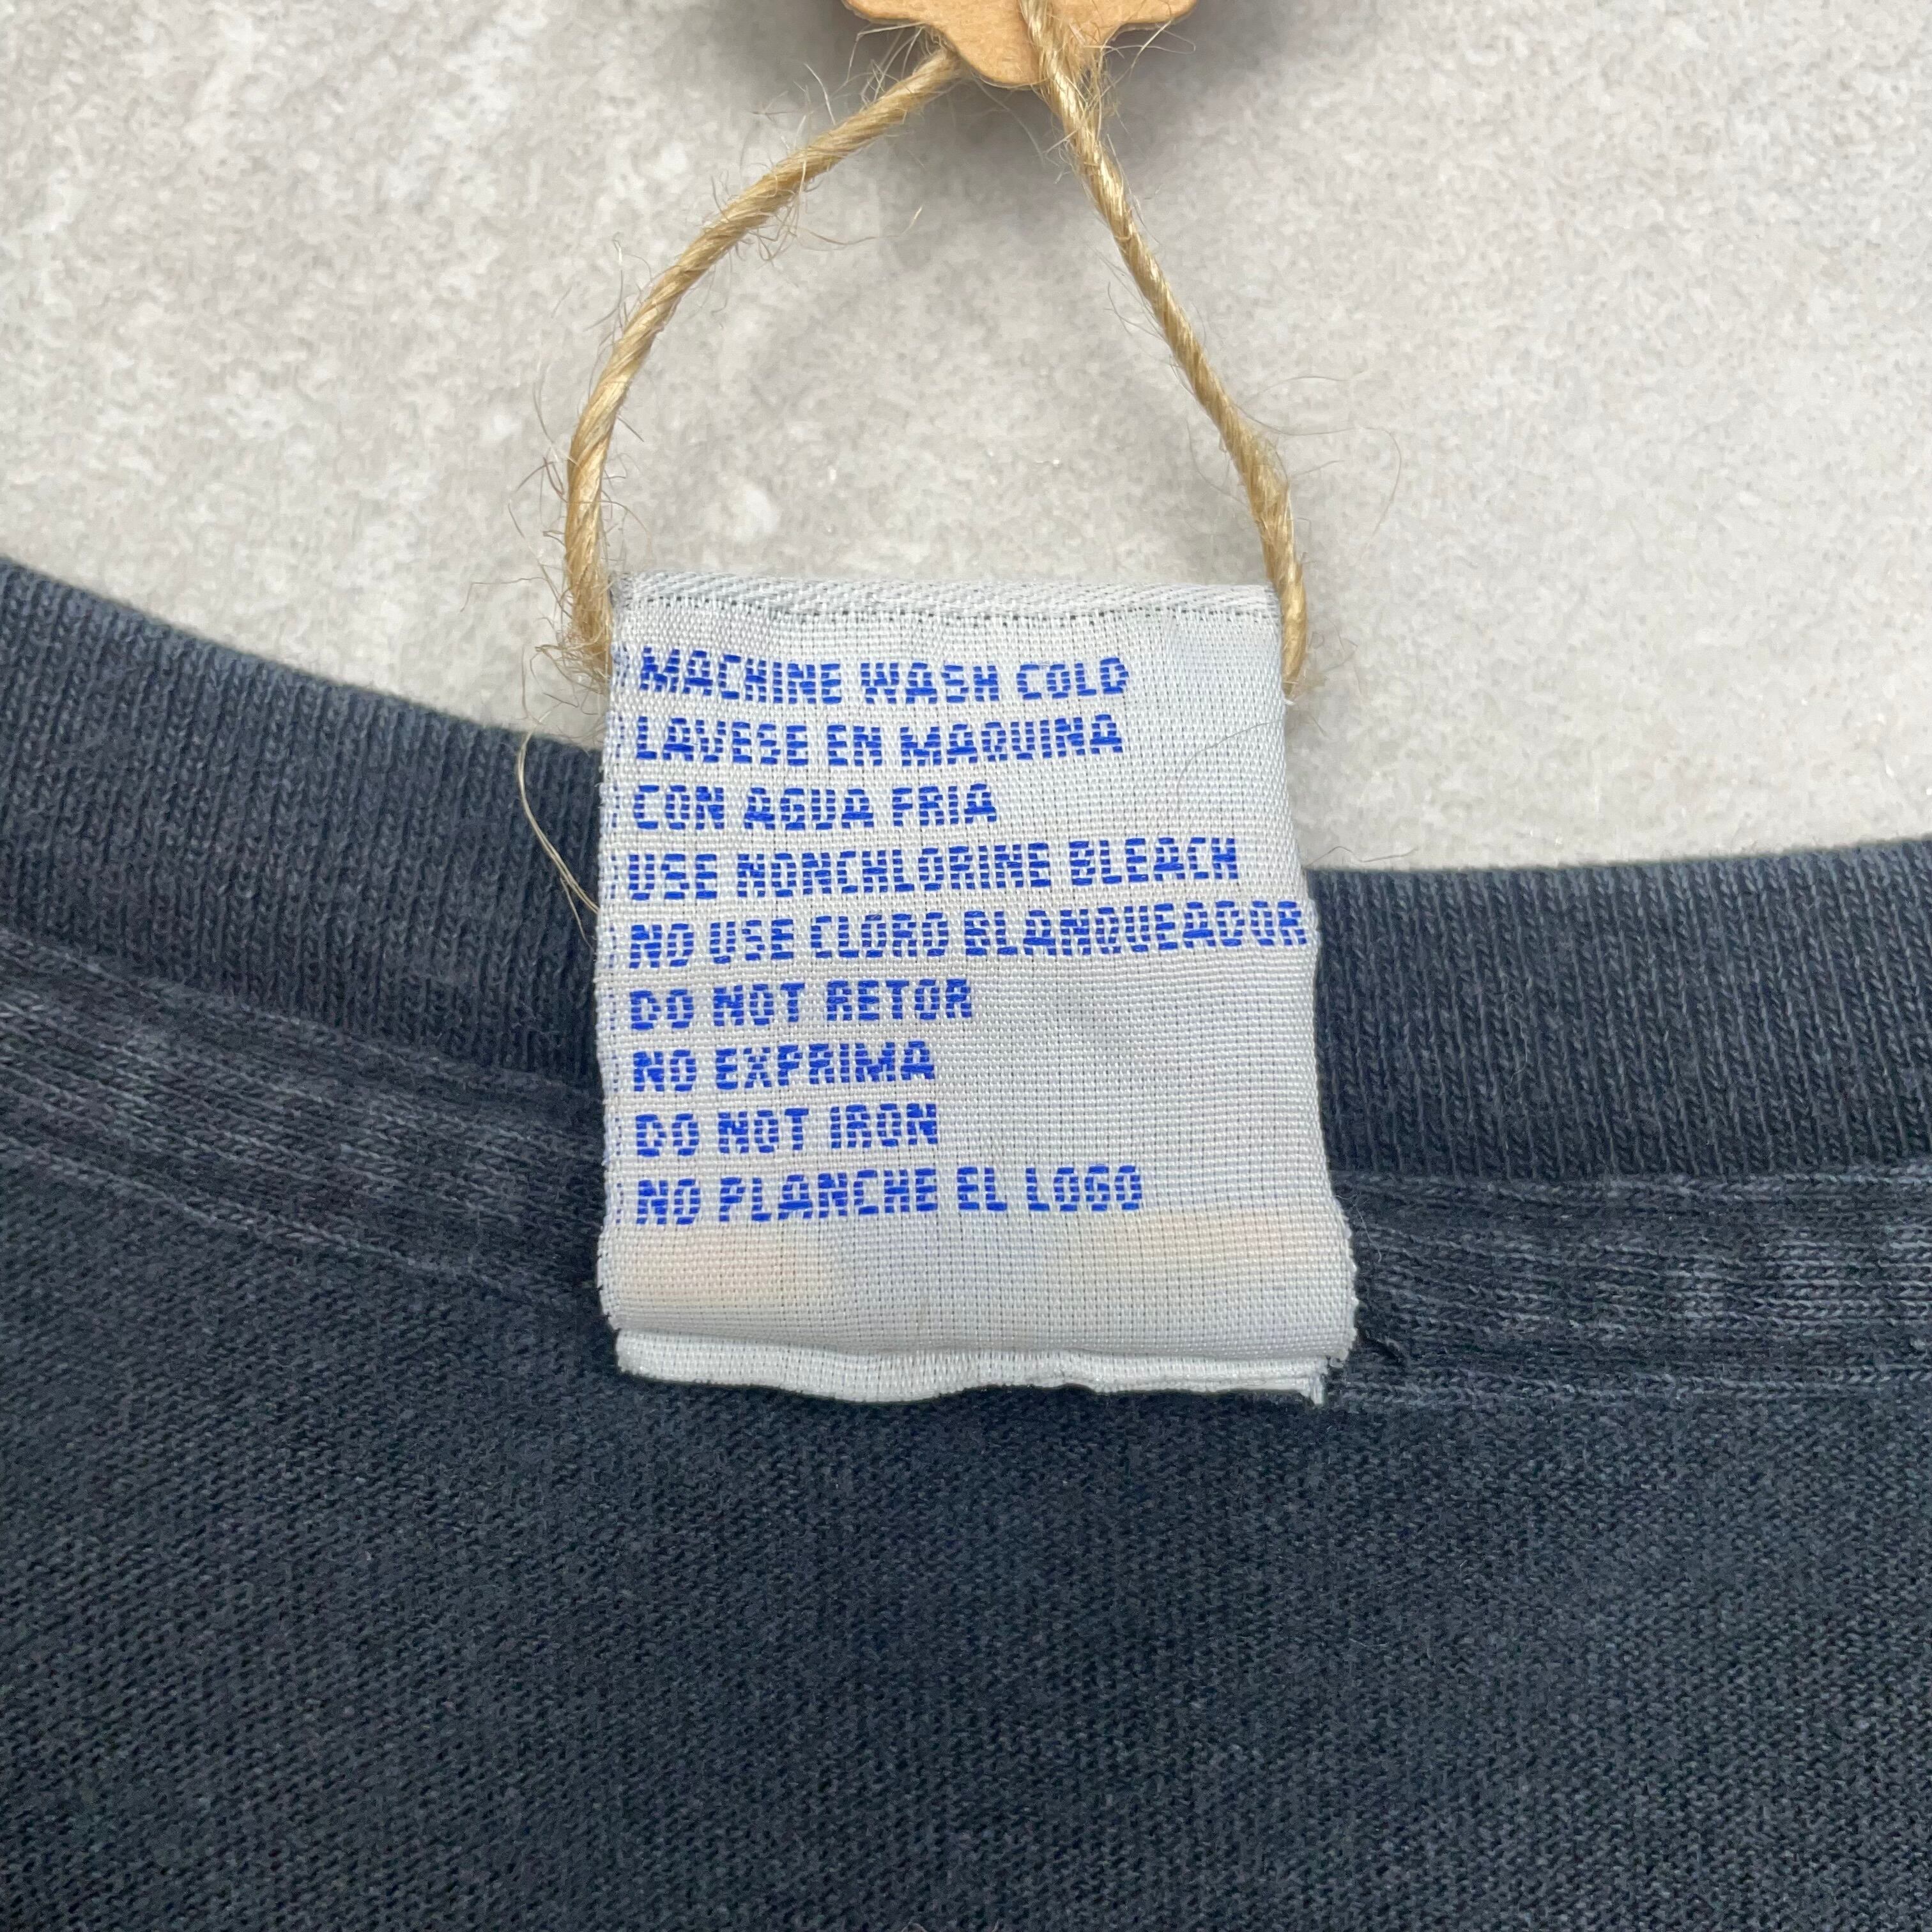 MACHINE WASH COLD
LAVESE EN MAQUINA
CON AGUA FRIA
USE NONCHLORINE BLEACH
NO USE CLORO BLANQUEADOR
DO NOT RETOR
NO EXPRIMA
DO NOT IRON
NO PLANCHE EL LOGO